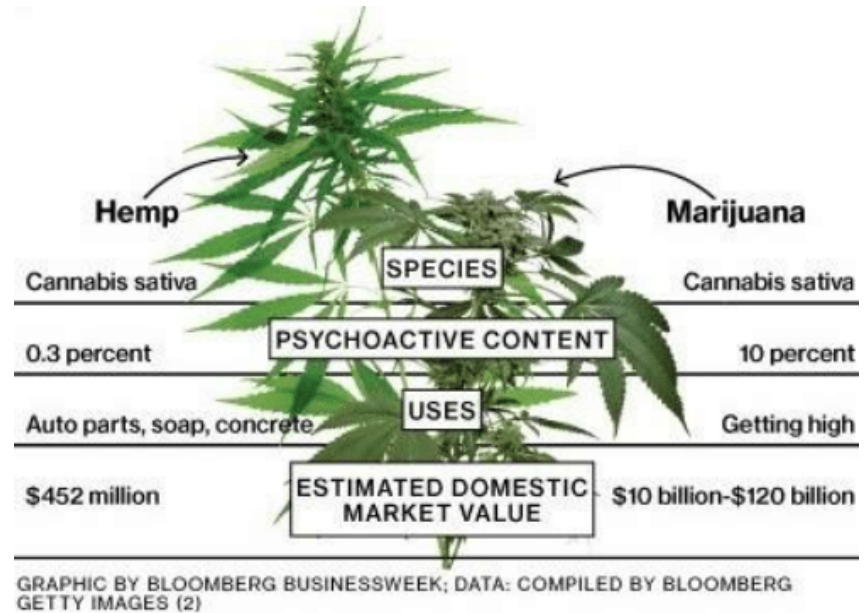 Hemp
Marijuana
SPECIES
Cannabis sativa
Cannabis sativa
PSYCHOACTIVE CONTENT
0.3 percent
10 percent
USES
Auto parts, soap, concrete
Getting high
ESTIMATED DOMESTIC
MARKET VALUE
$452 million
$10 billion-$120 billion
GRAPHIC BY BLOOMBERG BUSINESSWEEK; DATA: COMPILED BY BLOOMBERG
GETTY IMAGES (2)